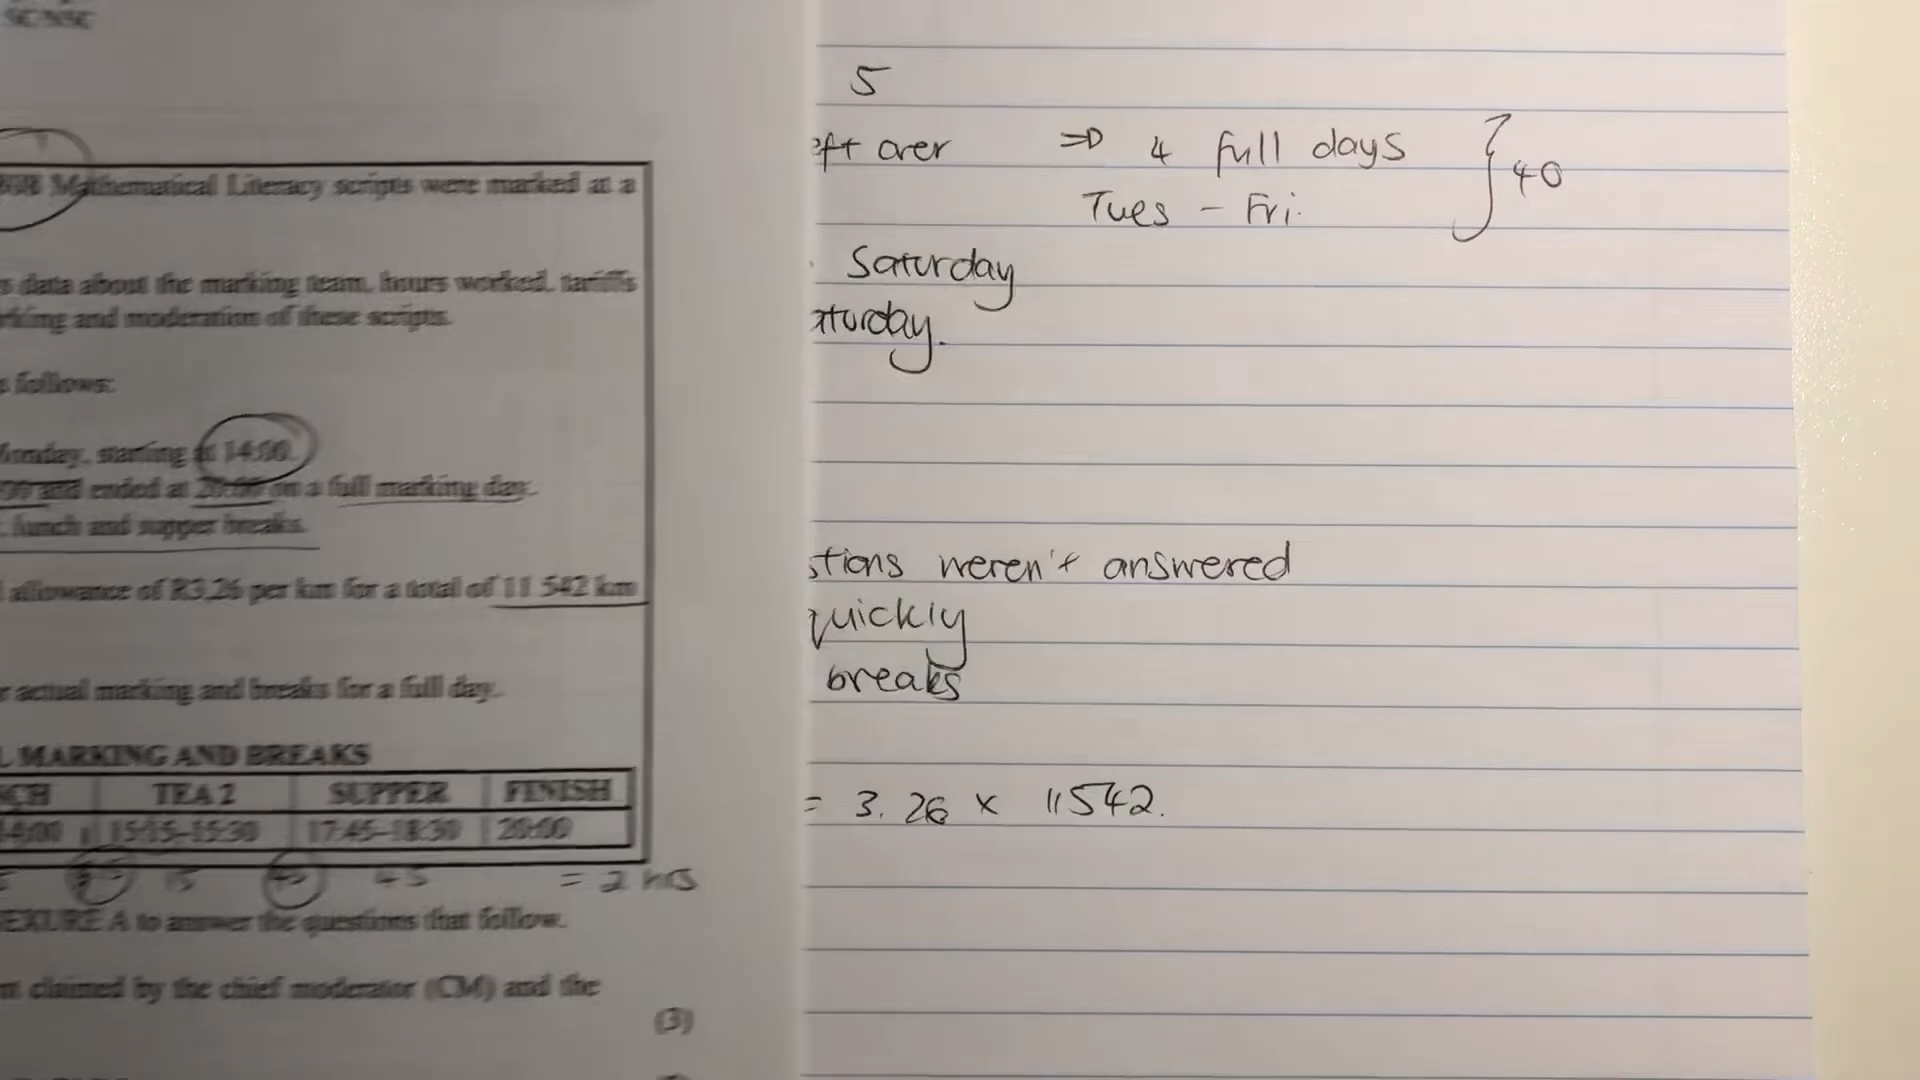 SC/NSC
Mathematical Literacy scripts were marked at a
data about the marking team, hours worked, tariffs
and moderation of these scripts.
follows:
Monday, starting at 14:00.
and ended at 20:00 on a full marking day.
lunch and supper breaks.
allowance of R3,26 per km for a total of 11 542 km
actual marking and breaks for a full day.
MARKING AND BREAKS
TEA 2 SUPPER FINISH
15:15–15:30 17:45–18:30 20:00
15 45 = 2 hrs
A to answer the questions that follow.
claimed by the chief moderator (CM) and the
(3)
5
over ⇒ 4 full days } 40
Tues - Fri.
Saturday
aturday.
stions weren't answered
quickly
breaks
= 3.26 x 11542.